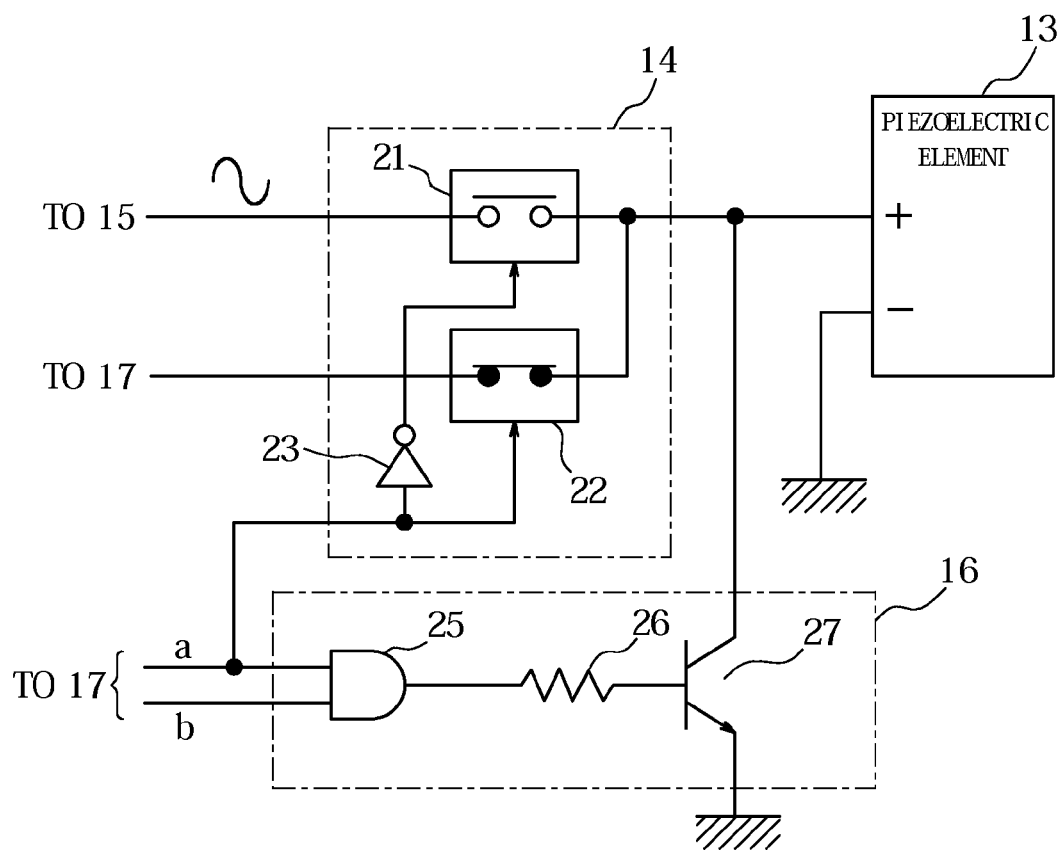 13
14
PIEZOELECTRIC
ELEMENT
21
TO 15
+
−
TO 17
23
22
16
25
26
27
a
TO 17
b